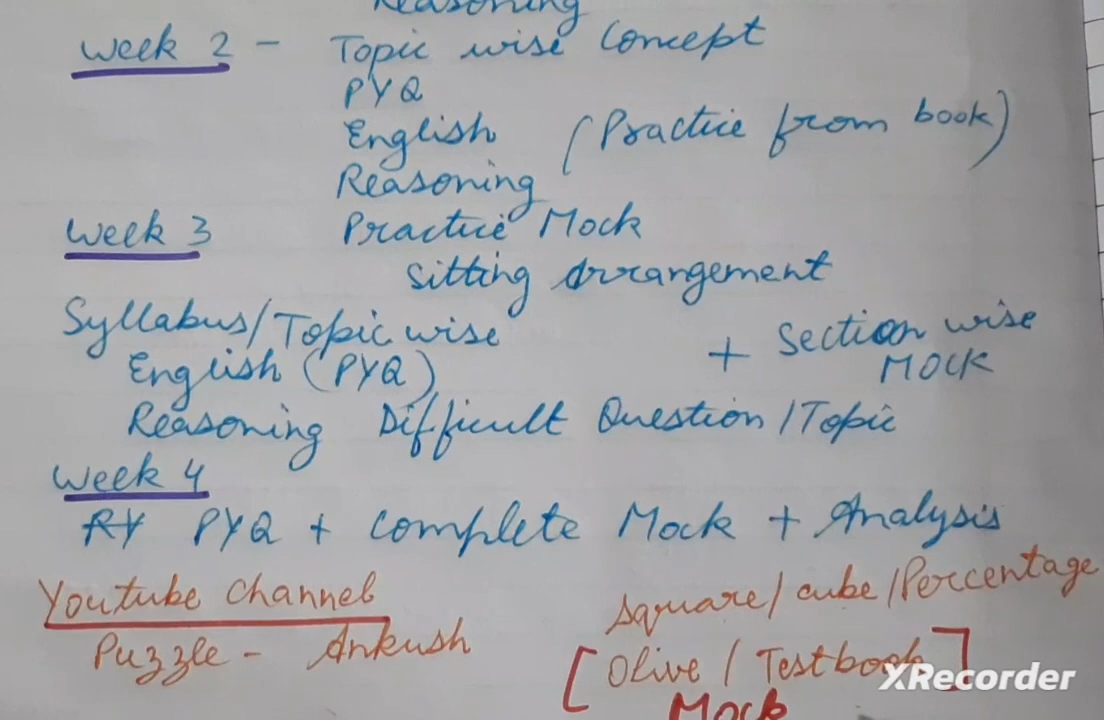 Reasoning
Week 2 - Topic wise Concept
PYQ
English (Practice from book)
Reasoning
Week 3 Practice Mock
Sitting Arrangement
Syllabus/Topic wise + Section wise
English (PYQ) MOCK
Reasoning Difficult Question/Topic
Week 4
RY PYQ + Complete Mock + Analysis
Youtube Channel Square/cube/Percentage
Puzzle - Ankush [Olive / Testbook]
Mock
XRecorder